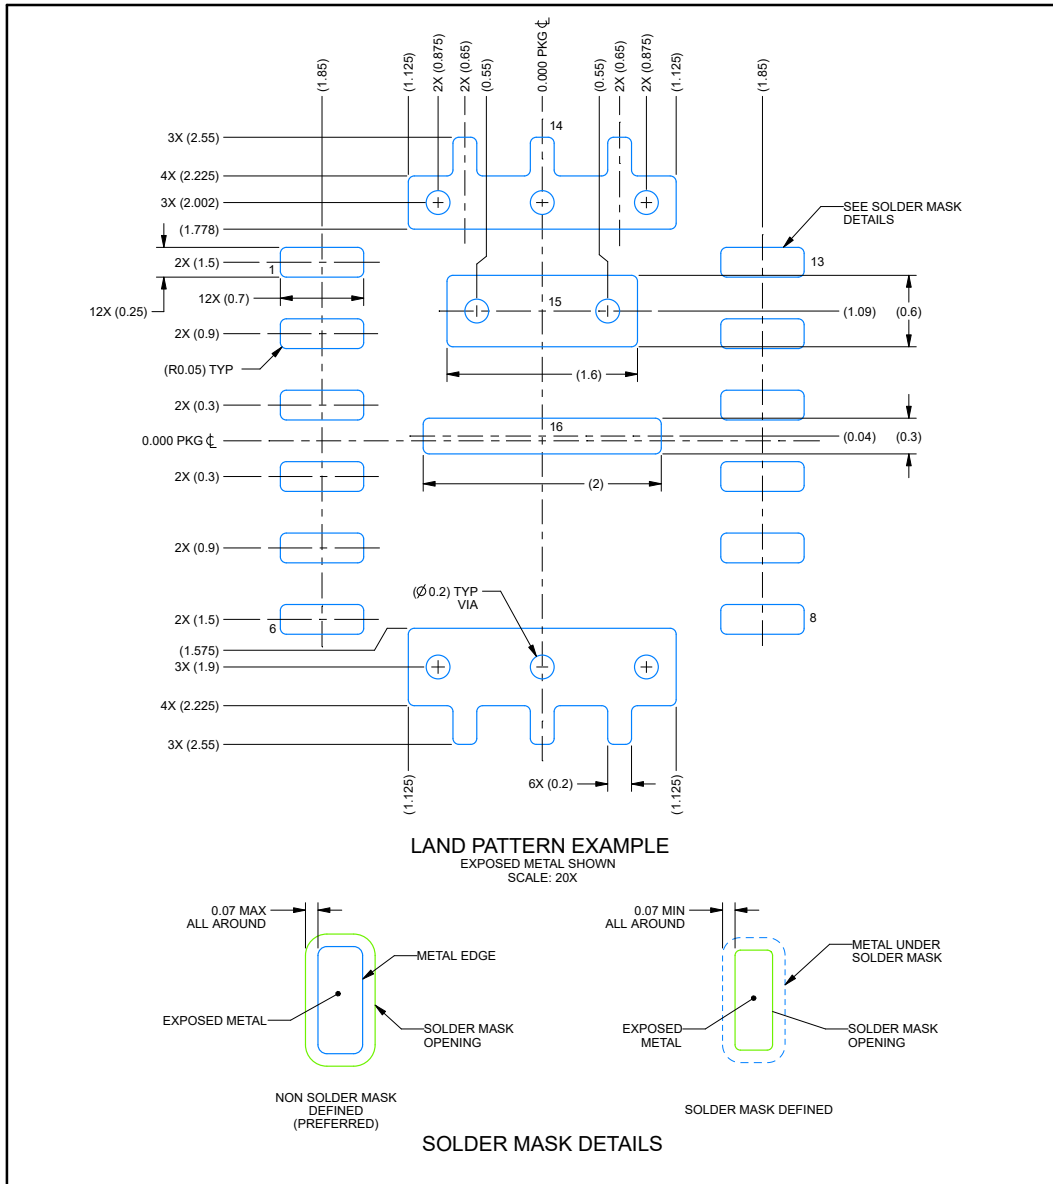 (1.85)
(1.125)
2X (0.875)
2X (0.65)
(0.55)
0.000 PKG ℄
(0.55)
2X (0.65)
2X (0.875)
(1.125)
(1.85)
3X (2.55)
14
4X (2.225)
3X (2.002)
(1.778)
SEE SOLDER MASK
DETAILS
2X (1.5)
1
13
12X (0.7)
12X (0.25)
15
(1.09)
(0.6)
2X (0.9)
(R0.05) TYP
(1.6)
2X (0.3)
0.000 PKG ℄
16
(0.04)
(0.3)
2X (0.3)
(2)
2X (0.9)
(Ø 0.2) TYP
VIA
2X (1.5)
6
8
(1.575)
3X (1.9)
4X (2.225)
3X (2.55)
(1.125)
6X (0.2)
(1.125)
LAND PATTERN EXAMPLE
EXPOSED METAL SHOWN
SCALE: 20X
0.07 MAX
ALL AROUND
METAL EDGE
EXPOSED METAL
SOLDER MASK
OPENING
NON SOLDER MASK
DEFINED
(PREFERRED)
0.07 MIN
ALL AROUND
METAL UNDER
SOLDER MASK
EXPOSED
METAL
SOLDER MASK
OPENING
SOLDER MASK DEFINED
SOLDER MASK DETAILS